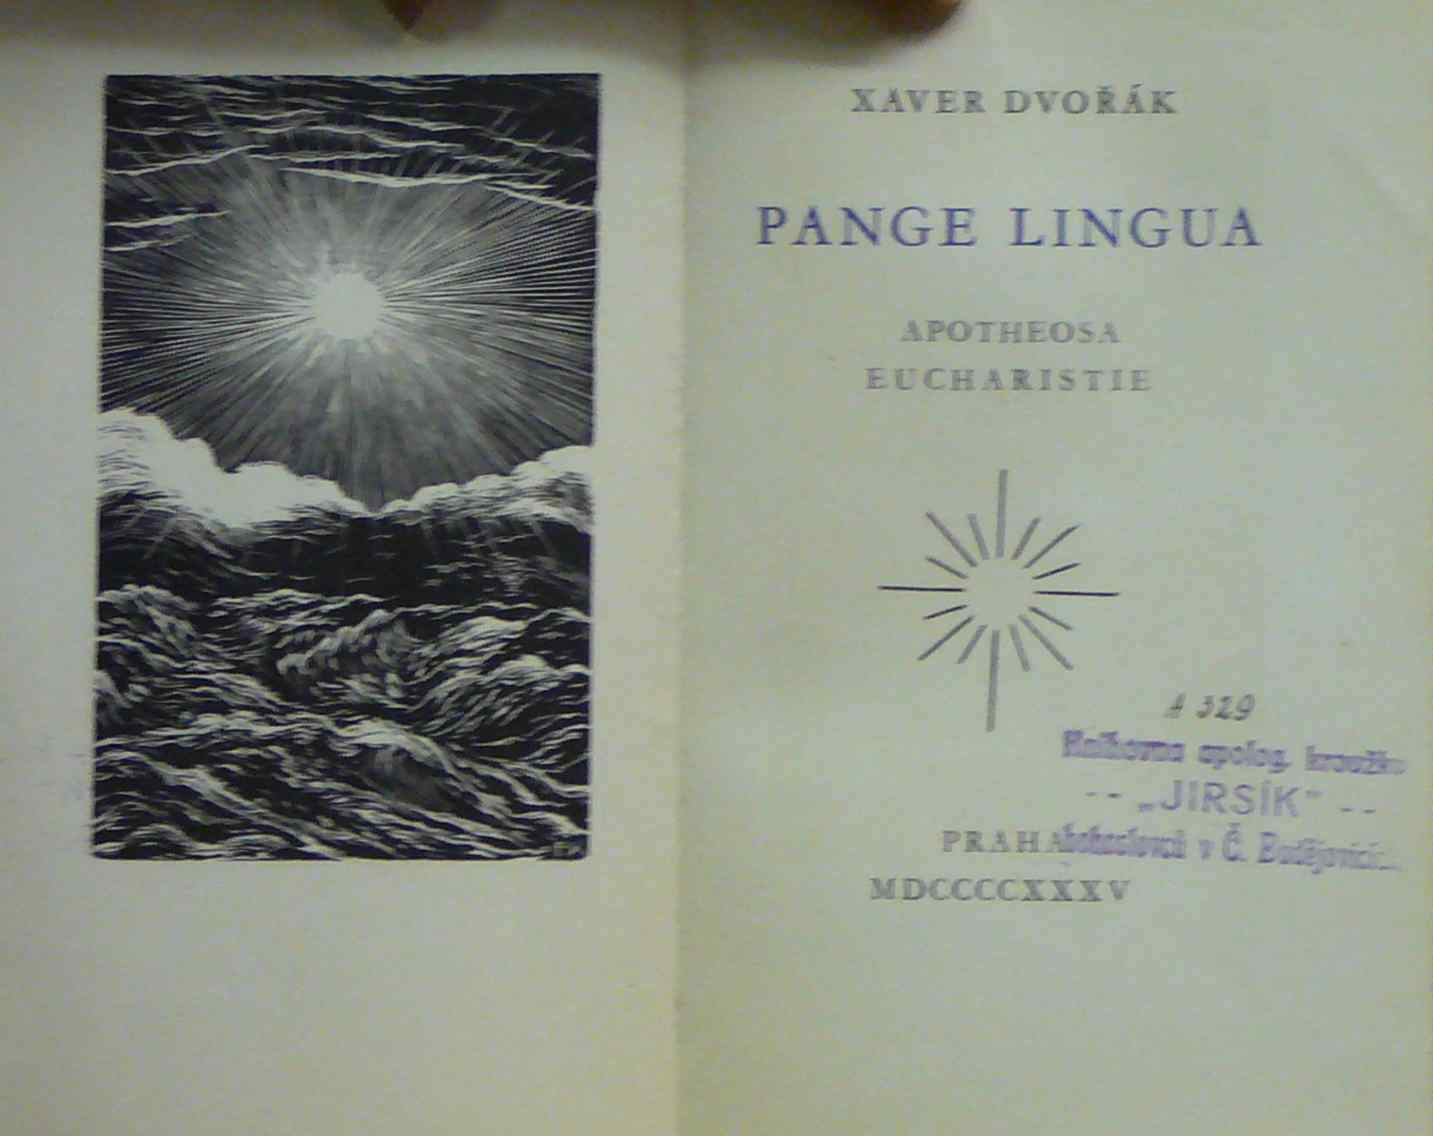 XAVER DVOŘÁK
PANGE LINGUA
APOTHEOSA
EUCHARISTIE
A 329
Knihovna apolog. kroužku
-- „JIRSÍK" --
PRAHA bohoslovců v Č. Budějovicích
MDCCCCXXXV